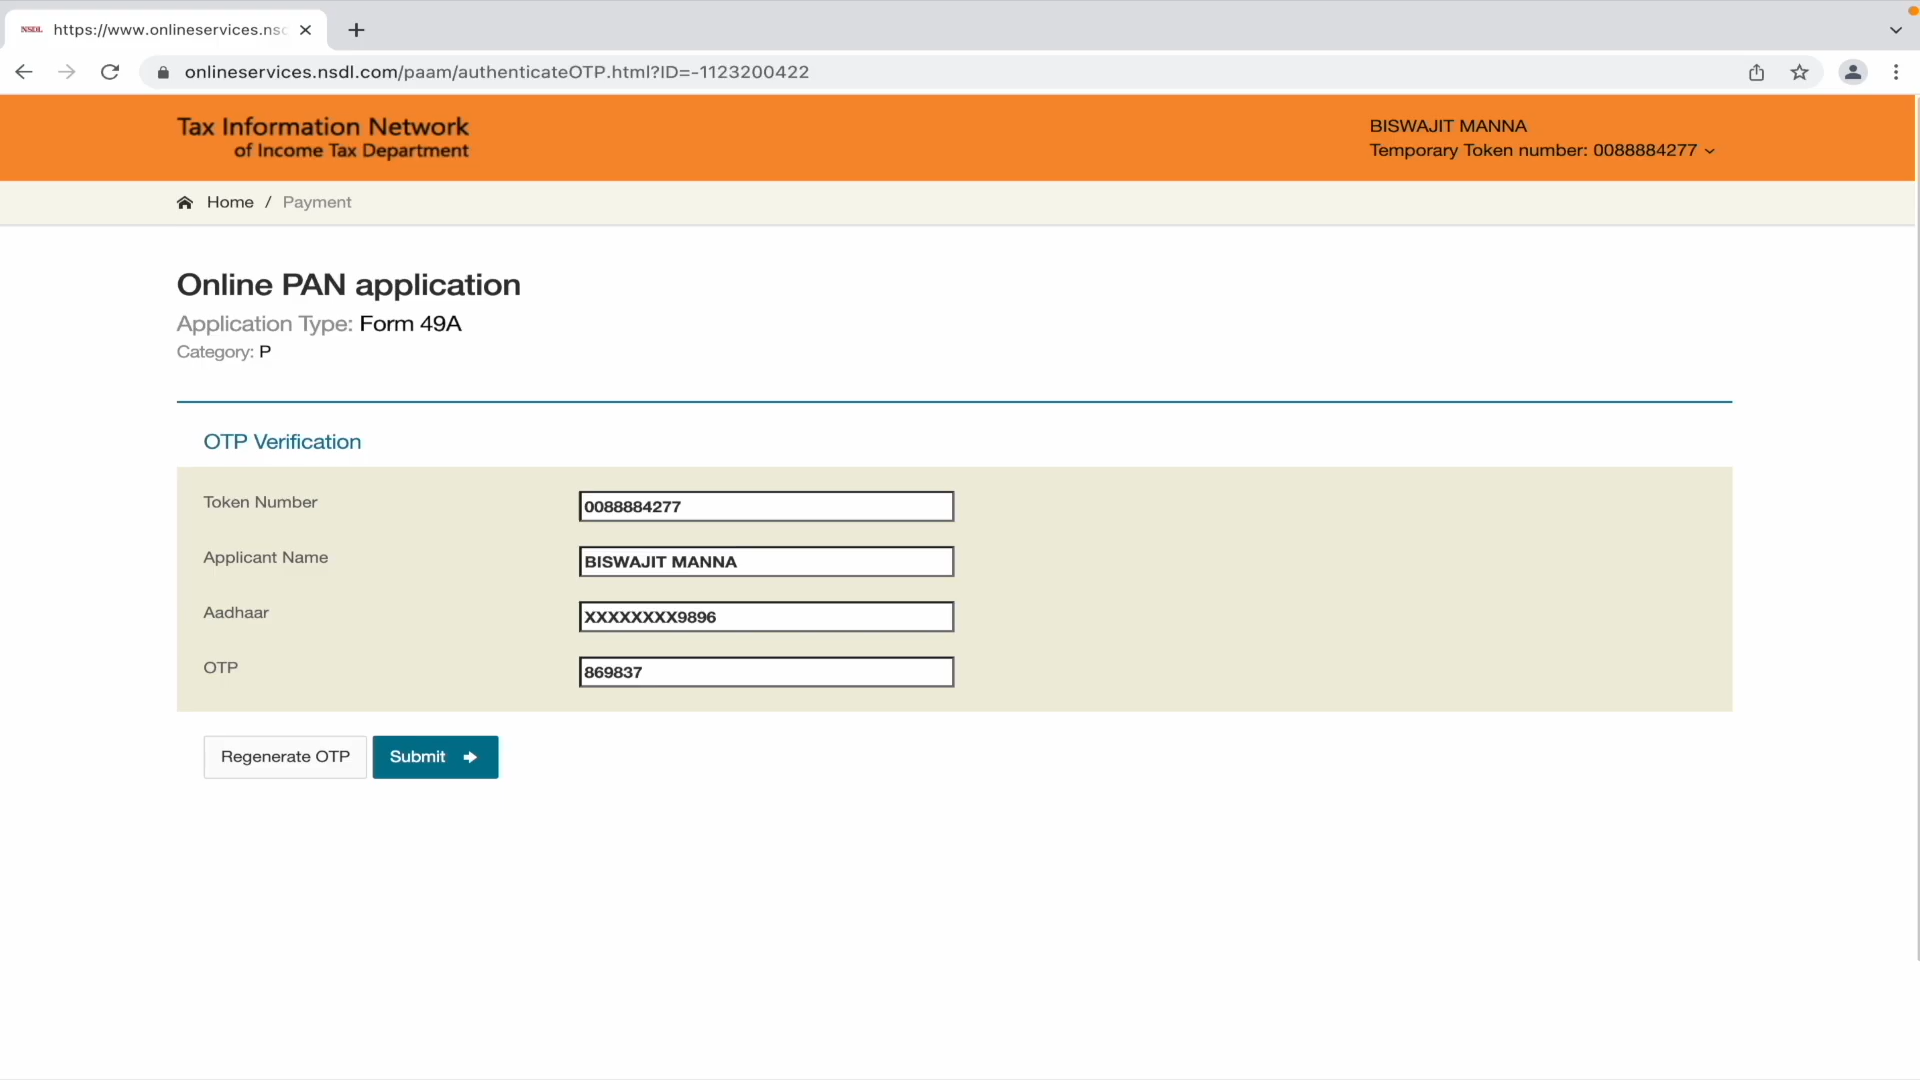 NSDL https://www.onlineservices.nsd
onlineservices.nsdl.com/paam/authenticateOTP.html?ID=-1123200422
Tax Information Network
of Income Tax Department
BISWAJIT MANNA
Temporary Token number: 0088884277
Home / Payment
Online PAN application
Application Type: Form 49A
Category: P
OTP Verification
Token Number 0088884277
Applicant Name BISWAJIT MANNA
Aadhaar XXXXXXXX9896
OTP 869837
Regenerate OTP Submit